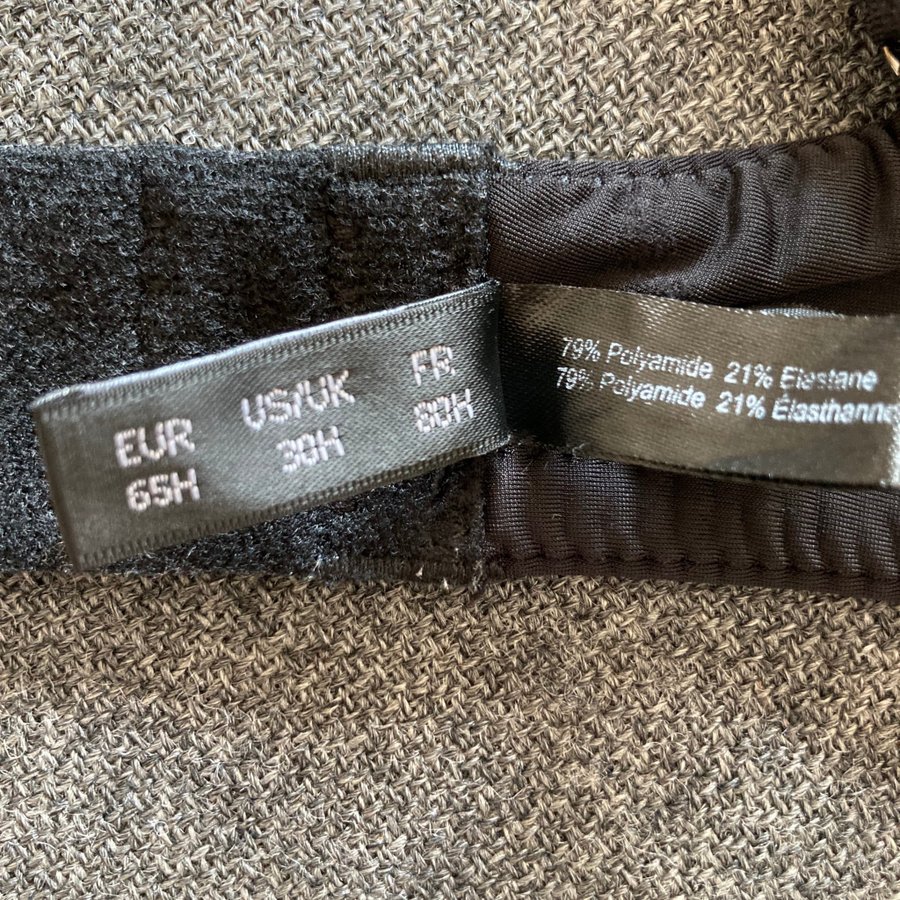 EUR US/UK FR
65H 30H 80H
79% Polyamide 21% Elastane
79% Polyamide 21% Élasthanne